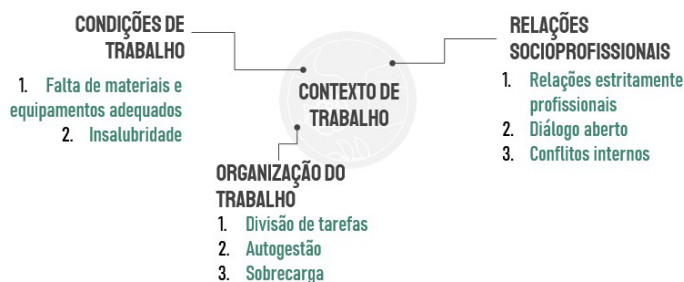 CONDIÇÕES DE
TRABALHO
1. Falta de materiais e
equipamentos adequados
2. Insalubridade
CONTEXTO DE
TRABALHO
RELAÇÕES
SOCIOPROFISSIONAIS
1. Relações estritamente
profissionais
2. Diálogo aberto
3. Conflitos internos
ORGANIZAÇÃO DO
TRABALHO
1. Divisão de tarefas
2. Autogestão
3. Sobrecarga